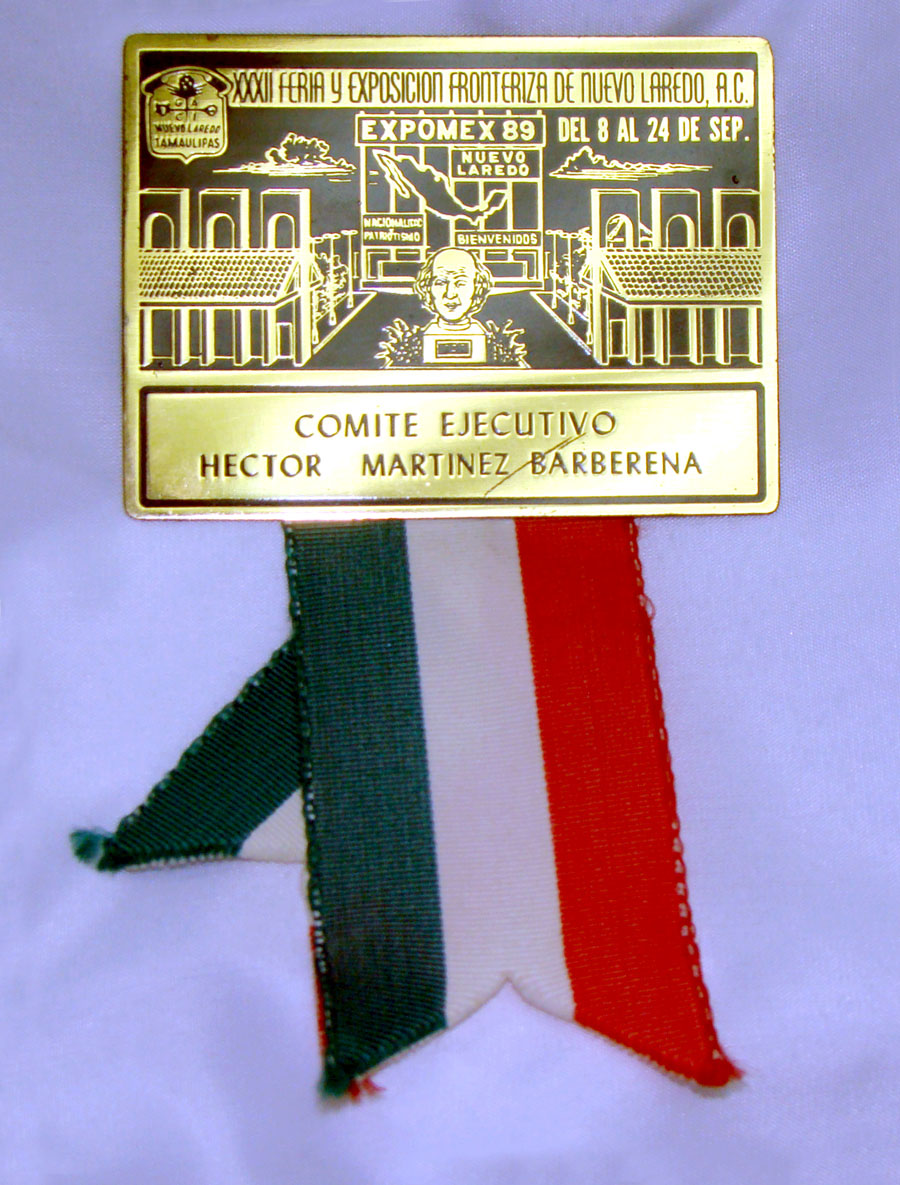 XXXII FERIA Y EXPOSICION FRONTERIZA DE NUEVO LAREDO, A.C.
NUEVO LAREDO
TAMAULIPAS
EXPOMEX 89
DEL 8 AL 24 DE SEP.
NUEVO
LAREDO
NACIONALISTE
PATRIOTISMO
BIENVENIDOS
COMITE EJECUTIVO
HECTOR MARTINEZ BARBERENA